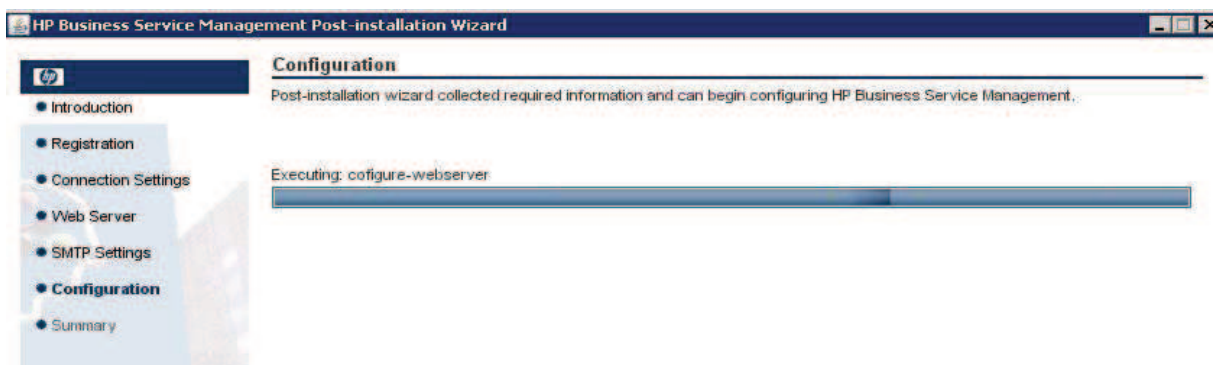 HP Business Service Management Post-installation Wizard
hp
Introduction
Registration
Connection Settings
Web Server
SMTP Settings
Configuration
Summary
Configuration
Post-installation wizard collected required information and can begin configuring HP Business Service Management.
Executing: cofigure-webserver